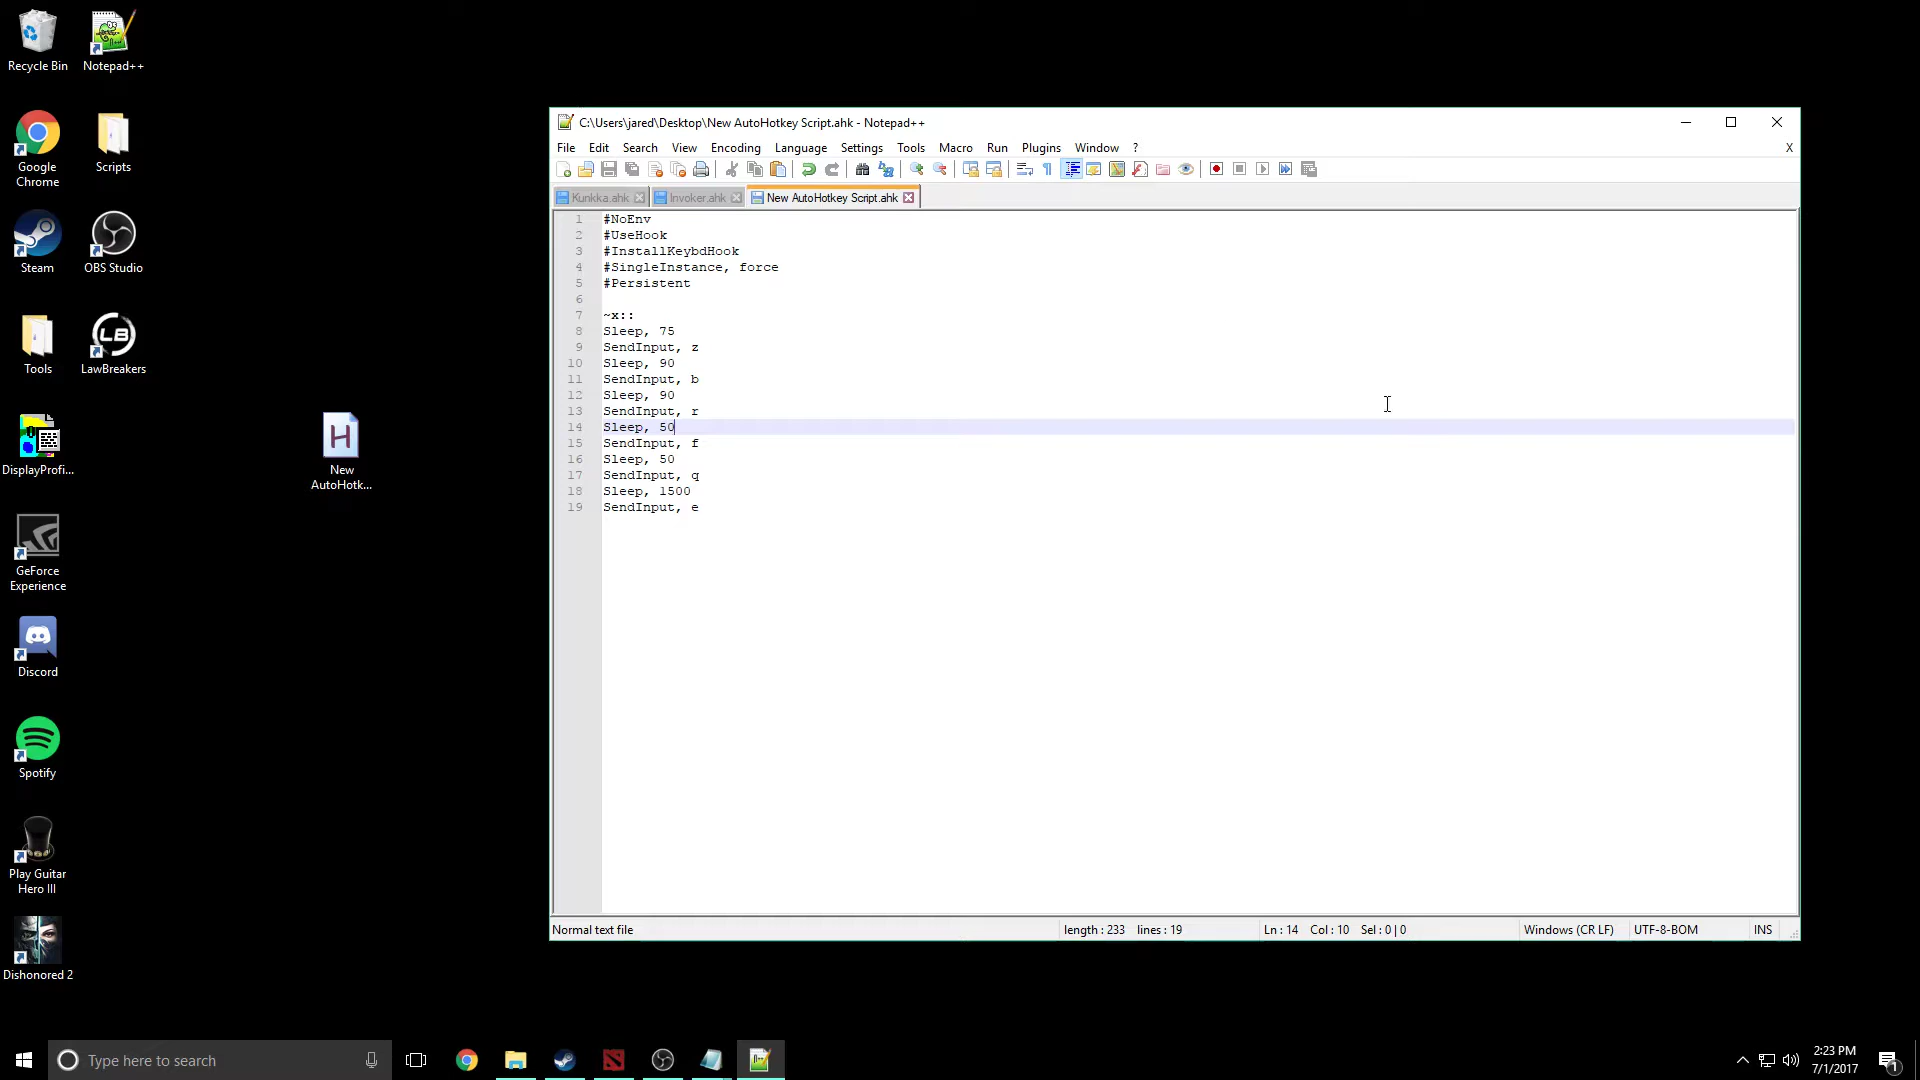 Recycle Bin
Notepad++
Google Chrome
Scripts
Steam
OBS Studio
Tools
LawBreakers
DisplayProfi...
New AutoHotk...
GeForce Experience
Discord
Spotify
Play Guitar Hero III
Dishonored 2
C:\Users\jared\Desktop\New AutoHotkey Script.ahk - Notepad++
File Edit Search View Encoding Language Settings Tools Macro Run Plugins Window ? X
Kunkka.ahk Invoker.ahk New AutoHotkey Script.ahk
1 #NoEnv
2 #UseHook
3 #InstallKeybdHook
4 #SingleInstance, force
5 #Persistent
6
7 ~x::
8 Sleep, 75
9 SendInput, z
10 Sleep, 90
11 SendInput, b
12 Sleep, 90
13 SendInput, r
14 Sleep, 50
15 SendInput, f
16 Sleep, 50
17 SendInput, q
18 Sleep, 1500
19 SendInput, e
Normal text file length : 233 lines : 19 Ln : 14 Col : 10 Sel : 0 | 0 Windows (CR LF) UTF-8-BOM INS
Type here to search
2:23 PM
7/1/2017
1